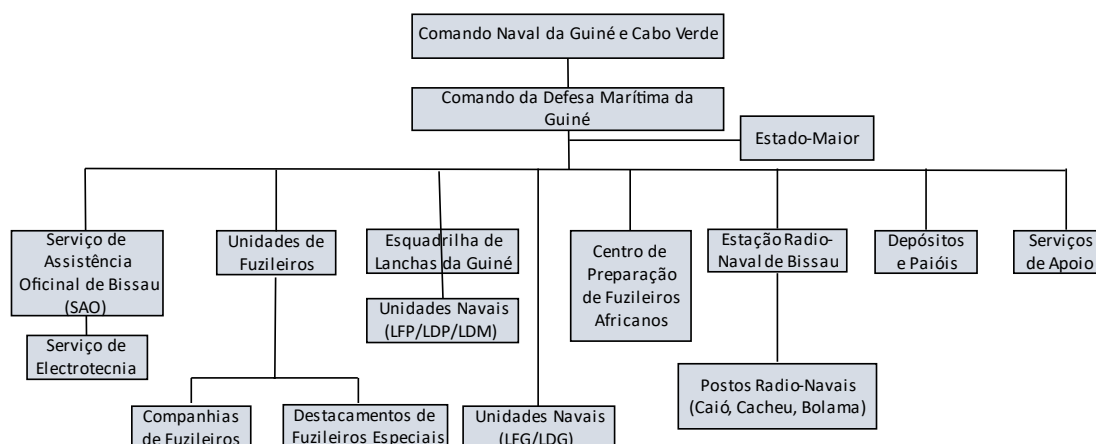 Comando Naval da Guiné e Cabo Verde
Comando da Defesa Marítima da
Guiné
Estado-Maior
Serviço de
Assistência
Oficinal de Bissau
(SAO)
Unidades de
Fuzileiros
Esquadrilha de
Lanchas da Guiné
Centro de
Preparação
de Fuzileiros
Africanos
Estação Radio-
Naval de Bissau
Depósitos
e Paióis
Serviços
de Apoio
Unidades Navais
(LFP/LDP/LDM)
Serviço de
Electrotecnia
Companhias
de Fuzileiros
Destacamentos de
Fuzileiros Especiais
Unidades Navais
(LFG/LDG)
Postos Radio-Navais
(Caió, Cacheu, Bolama)